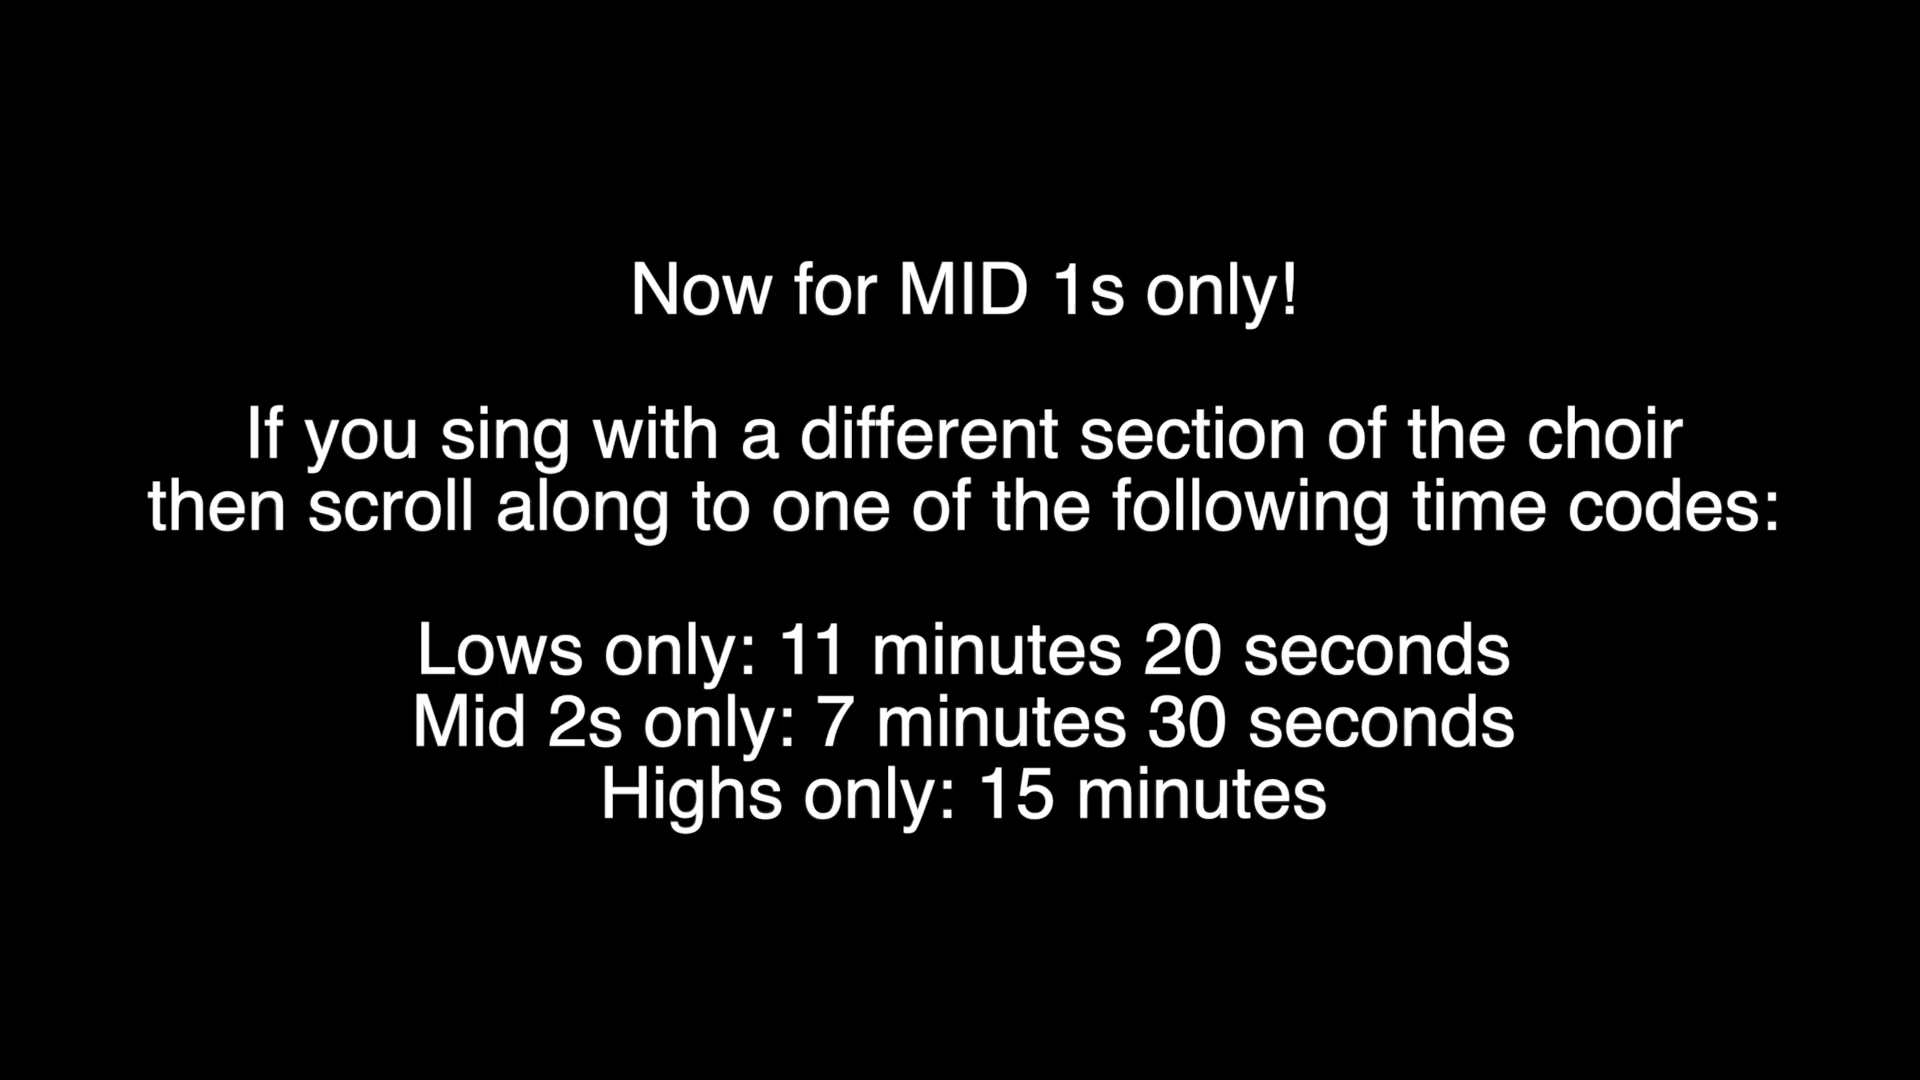 Now for MID 1s only!
If you sing with a different section of the choir
then scroll along to one of the following time codes:
Lows only: 11 minutes 20 seconds
Mid 2s only: 7 minutes 30 seconds
Highs only: 15 minutes